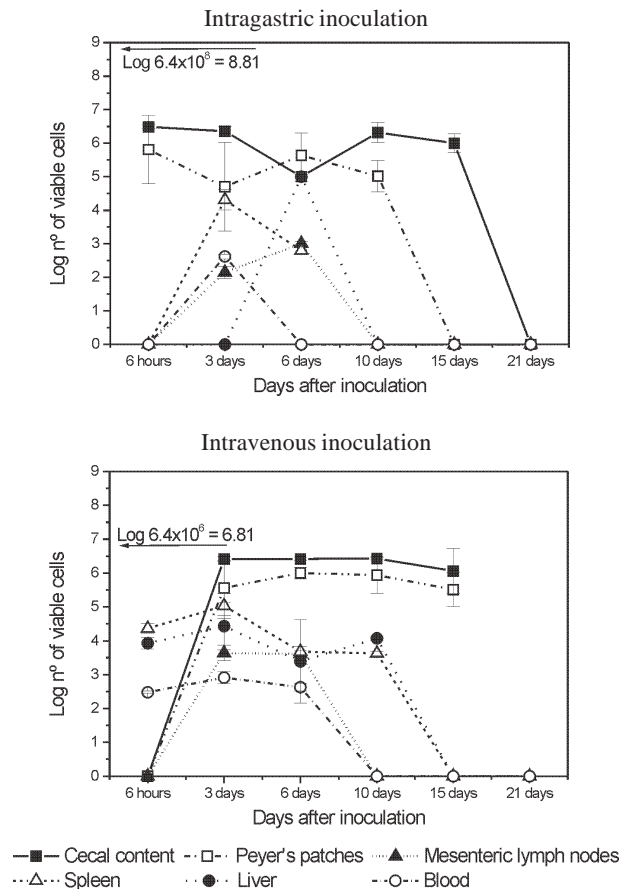 Intragastric inoculation
9
Log 6.4x10⁸ = 8.81
8
7
6
5
4
3
2
1
0
Log nº of viable cells
6 hours 3 days 6 days 10 days 15 days 21 days
Days after inoculation
Intravenous inoculation
9
8
7
Log 6.4x10⁶ = 6.81
6
5
4
3
2
1
0
Log nº of viable cells
6 hours 3 days 6 days 10 days 15 days 21 days
Days after inoculation
Cecal content Peyer's patches Mesenteric lymph nodes
Spleen Liver Blood